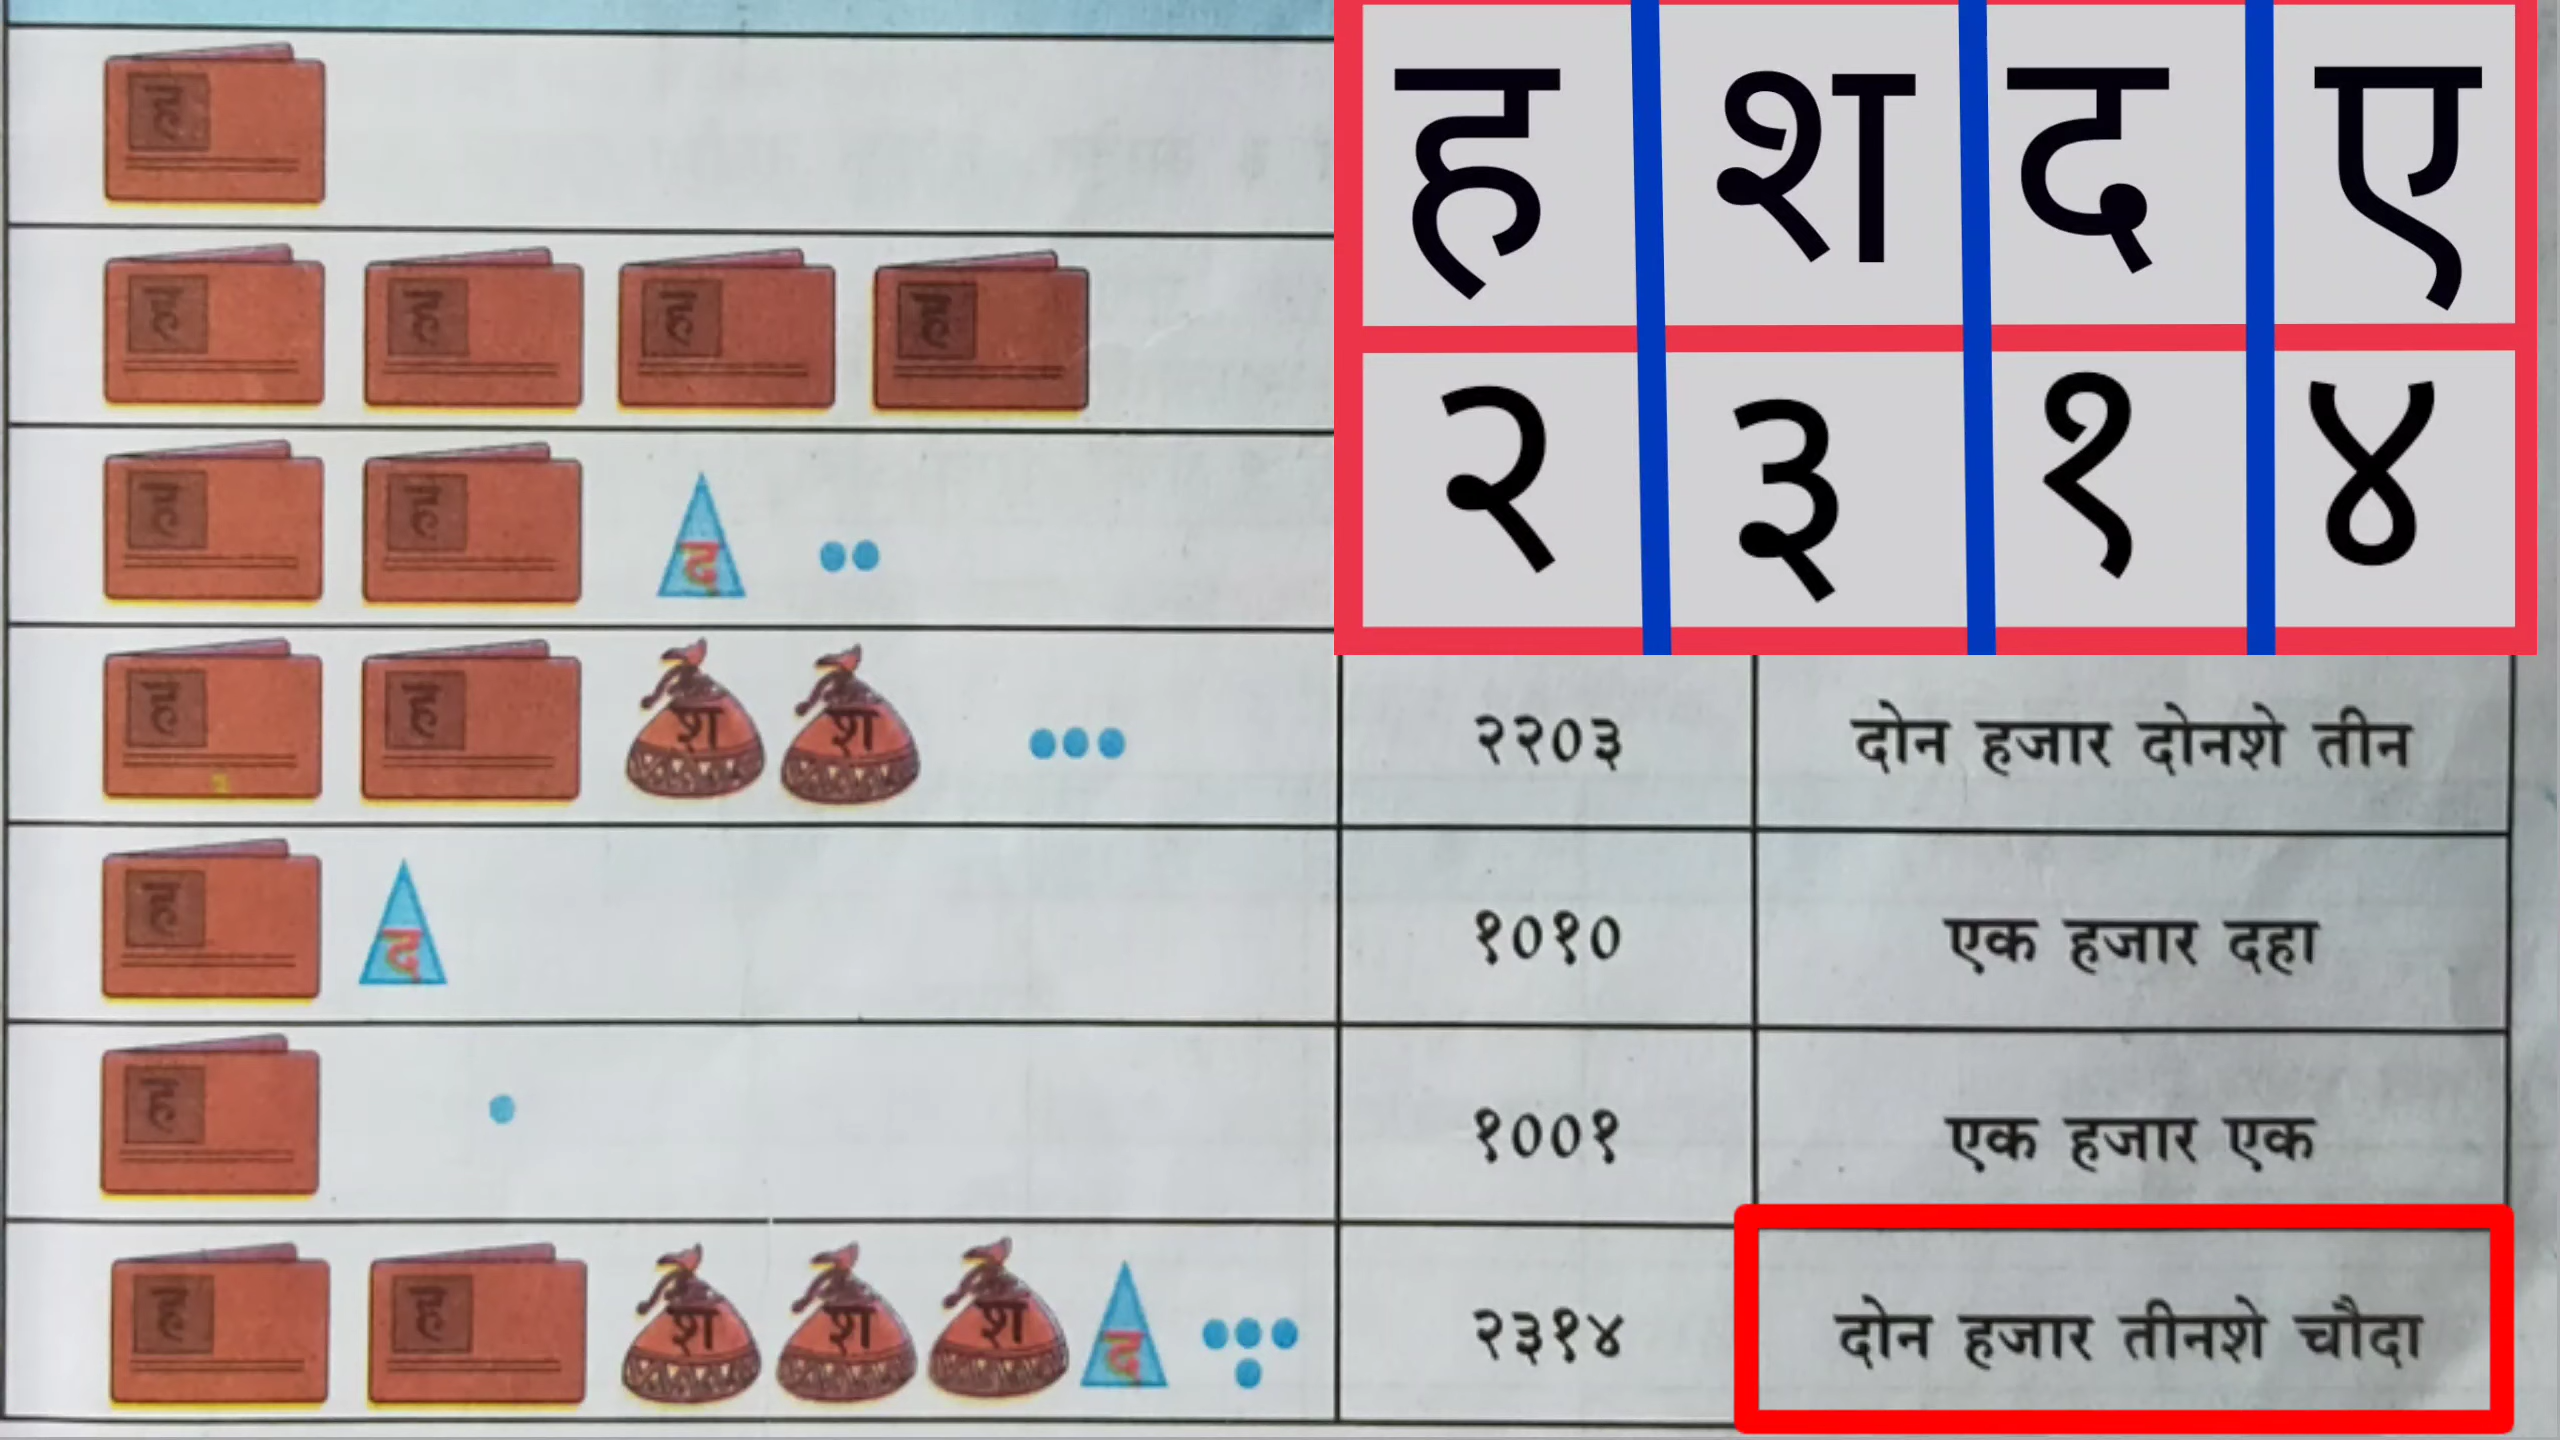 ह श द ए
२ ३ १ ४
ह
ह ह ह ह
ह ह द
ह ह श श २२०३ दोन हजार दोनशे तीन
ह द १०१० एक हजार दहा
ह १००१ एक हजार एक
ह ह श श श द २३१४ दोन हजार तीनशे चौदा